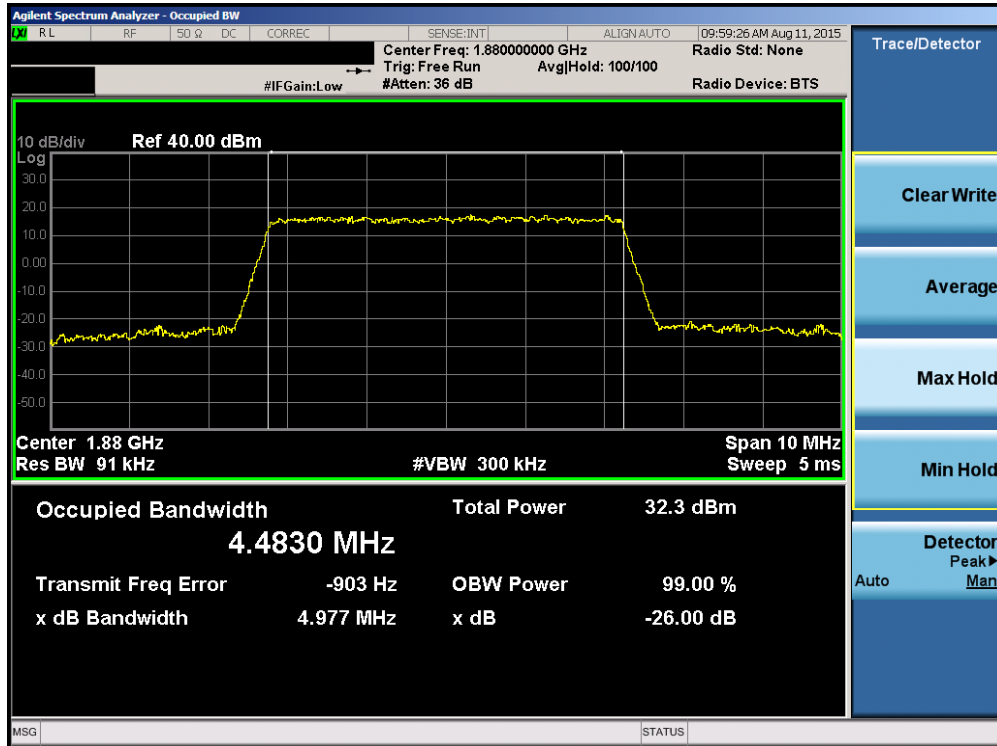 Agilent Spectrum Analyzer - Occupied BW
LXI RL RF 50 Ω DC CORREC SENSE:INT ALIGN AUTO 09:59:26 AM Aug 11, 2015
Center Freq: 1.880000000 GHz Radio Std: None
Trig: Free Run Avg|Hold: 100/100
#IFGain:Low #Atten: 36 dB Radio Device: BTS
10 dB/div Ref 40.00 dBm
Log
30.0
20.0
10.0
0.00
-10.0
-20.0
-30.0
-40.0
-50.0
Center 1.88 GHz Span 10 MHz
Res BW 91 kHz #VBW 300 kHz Sweep 5 ms
Occupied Bandwidth Total Power 32.3 dBm
4.4830 MHz
Transmit Freq Error -903 Hz OBW Power 99.00 %
x dB Bandwidth 4.977 MHz x dB -26.00 dB
MSG STATUS
Trace/Detector
Clear Write
Average
Max Hold
Min Hold
Detector
Peak▶
Auto Man